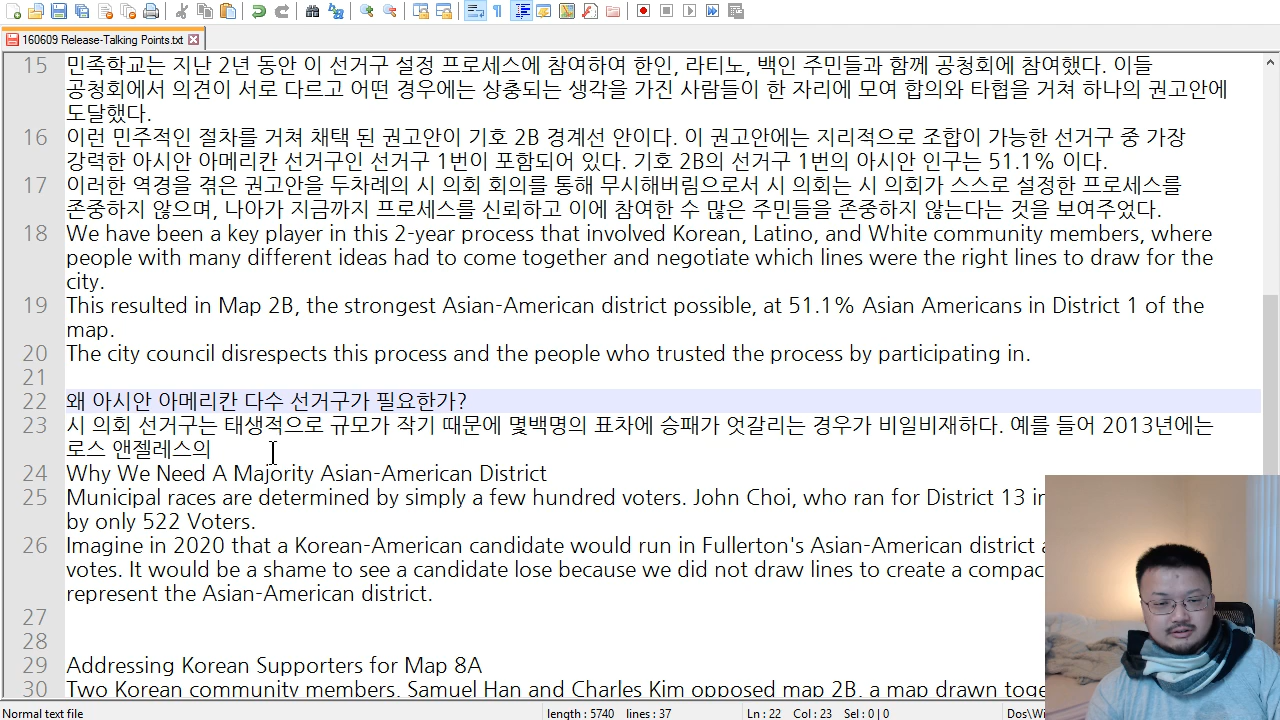 160609 Release-Talking Points.txt
15 민족학교는 지난 2년 동안 이 선거구 설정 프로세스에 참여하여 한인, 라티노, 백인 주민들과 함께 공청회에 참여했다. 이들
공청회에서 의견이 서로 다르고 어떤 경우에는 상충되는 생각을 가진 사람들이 한 자리에 모여 합의와 타협을 거쳐 하나의 권고안에
도달했다.
16 이런 민주적인 절차를 거쳐 채택 된 권고안이 기호 2B 경계선 안이다. 이 권고안에는 지리적으로 조합이 가능한 선거구 중 가장
강력한 아시안 아메리칸 선거구인 선거구 1번이 포함되어 있다. 기호 2B의 선거구 1번의 아시안 인구는 51.1% 이다.
17 이러한 역경을 겪은 권고안을 두차례의 시 의회 회의를 통해 무시해버림으로서 시 의회는 시 의회가 스스로 설정한 프로세스를
존중하지 않으며, 나아가 지금까지 프로세스를 신뢰하고 이에 참여한 수 많은 주민들을 존중하지 않는다는 것을 보여주었다.
18 We have been a key player in this 2-year process that involved Korean, Latino, and White community members, where
people with many different ideas had to come together and negotiate which lines were the right lines to draw for the
city.
19 This resulted in Map 2B, the strongest Asian-American district possible, at 51.1% Asian Americans in District 1 of the
map.
20 The city council disrespects this process and the people who trusted the process by participating in.
21
22 왜 아시안 아메리칸 다수 선거구가 필요한가?
23 시 의회 선거구는 태생적으로 규모가 작기 때문에 몇백명의 표차에 승패가 엇갈리는 경우가 비일비재하다. 예를 들어 2013년에는
로스 앤젤레스의
24 Why We Need A Majority Asian-American District
25 Municipal races are determined by simply a few hundred voters. John Choi, who ran for District 13 in
by only 522 Voters.
26 Imagine in 2020 that a Korean-American candidate would run in Fullerton's Asian-American district
votes. It would be a shame to see a candidate lose because we did not draw lines to create a
represent the Asian-American district.
27
28
29 Addressing Korean Supporters for Map 8A
30 Two Korean community members, Samuel Han and Charles Kim opposed map 2B, a map drawn
Normal text file length : 5740 lines : 37 Ln : 22 Col : 23 Sel : 0 | 0